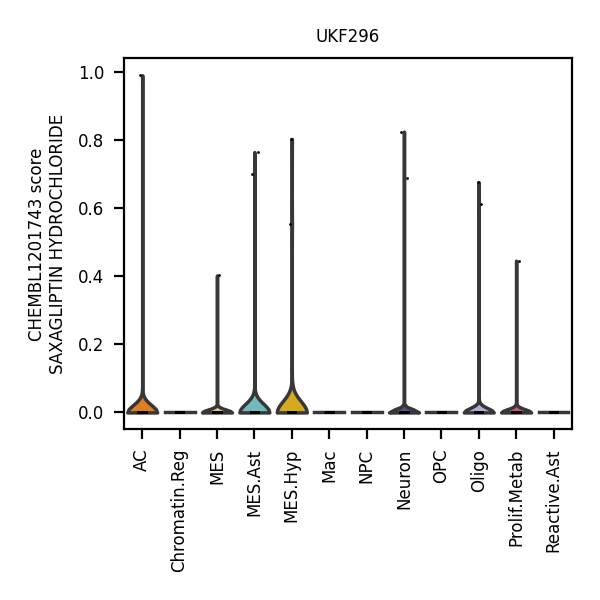 UKF296
CHEMBL1201743 score
SAXAGLIPTIN HYDROCHLORIDE
1.0
0.8
0.6
0.4
0.2
0.0
AC
Chromatin.Reg
MES
MES.Ast
MES.Hyp
Mac
NPC
Neuron
OPC
Oligo
Prolif.Metab
Reactive.Ast